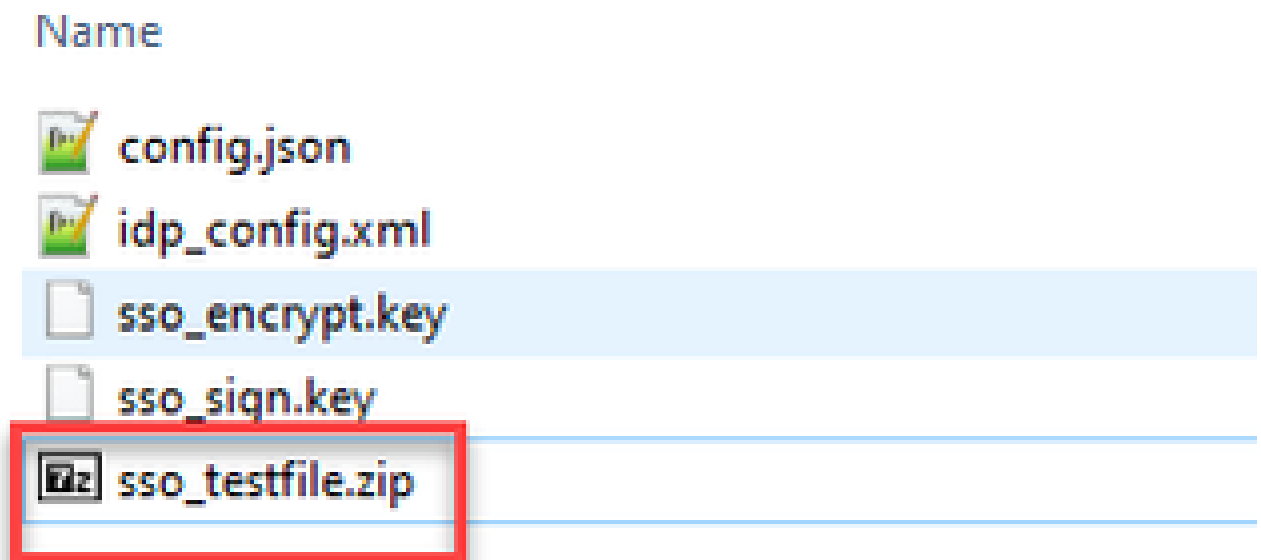 Name
config.json
idp_config.xml
sso_encrypt.key
sso_sign.key
sso_testfile.zip